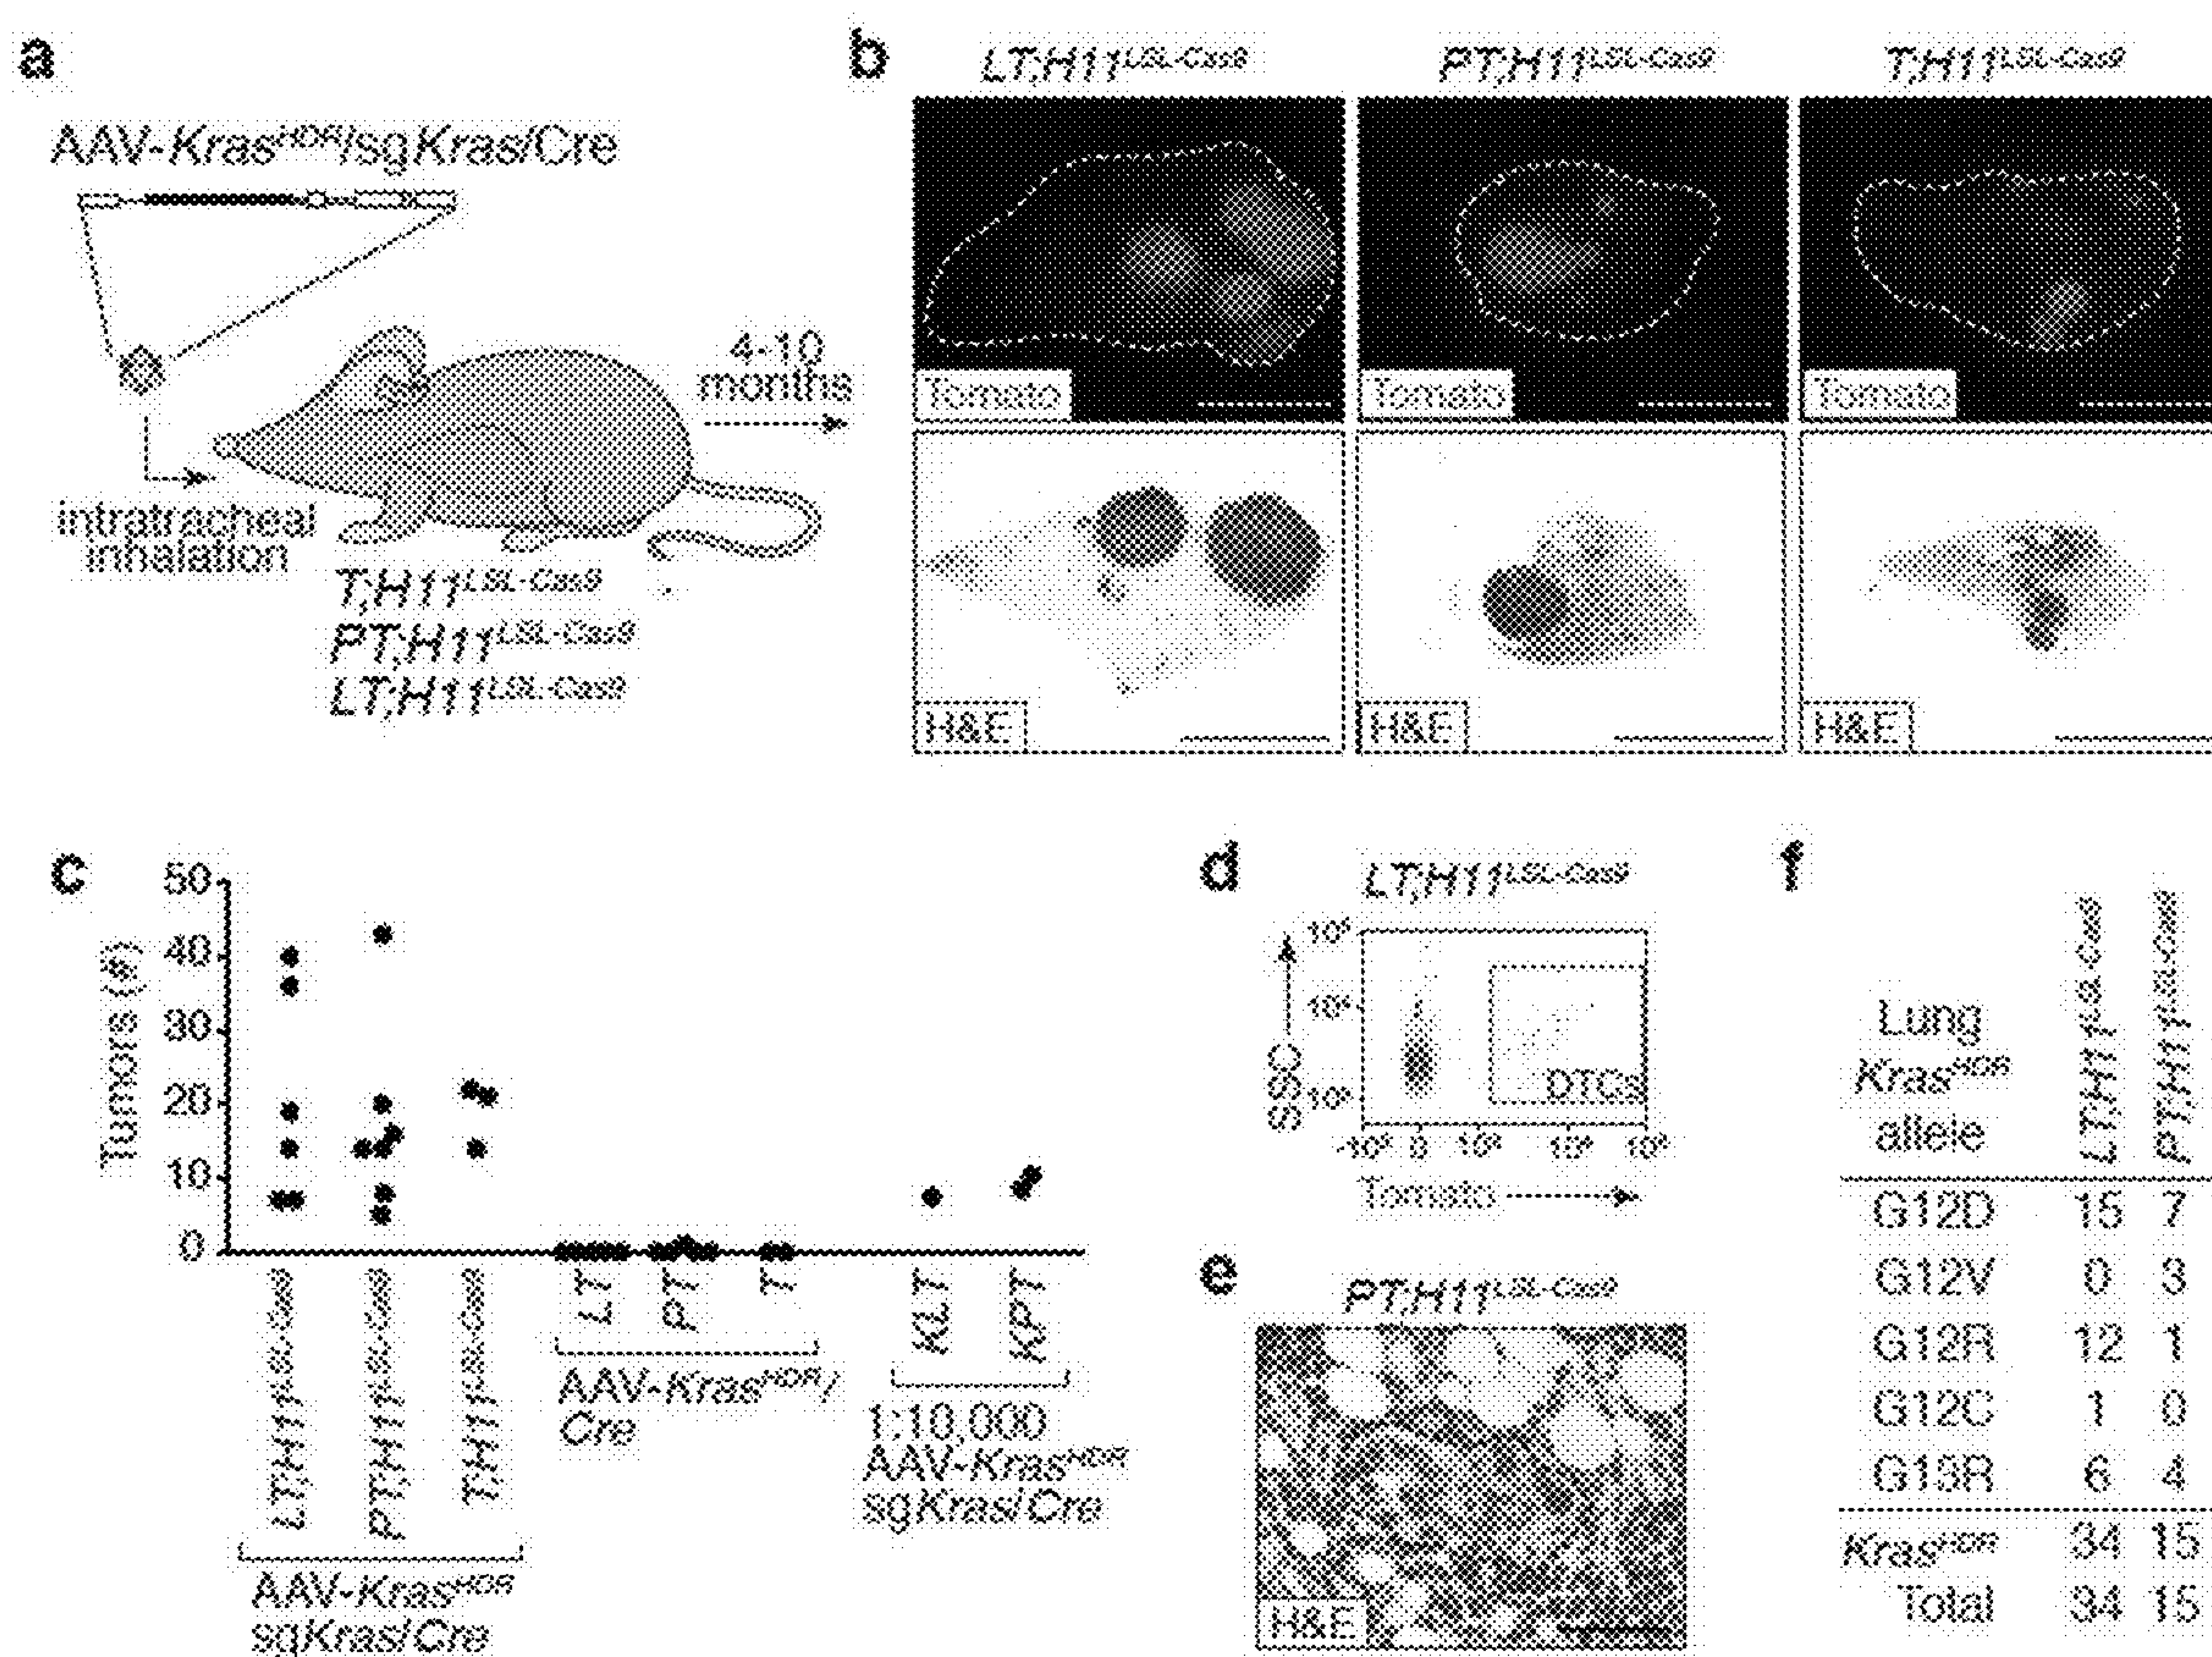 a
AAV-KrasHDR/sgKras/Cre
intratracheal
inhalation
4-10
months
T;H11LSL-Cas9
PT;H11LSL-Cas9
LT;H11LSL-Cas9
b
LT;H11LSL-Cas9
PT;H11LSL-Cas9
T;H11LSL-Cas9
Tomato
Tomato
Tomato
H&E
H&E
H&E
c
Tumors (#)
50
40
30
20
10
0
LT;H11LSL-Cas9
PT;H11LSL-Cas9
T;H11LSL-Cas9
AAV-KrasHDR
sgKras/Cre
LT
PT
T
AAV-KrasHDR/
Cre
KLT
KPT
1:10,000
AAV-KrasHDR
sgKras/Cre
d
LT;H11LSL-Cas9
SSC
DTCs
0
Tomato
e
PT;H11LSL-Cas9
H&E
f
Lung
KrasHDR
allele
LT;H11LSL-Cas9
PT;H11LSL-Cas9
G12D 15 7
G12V 0 3
G12R 12 1
G12C 1 0
G13R 6 4
KrasHDR 34 15
Total 34 15